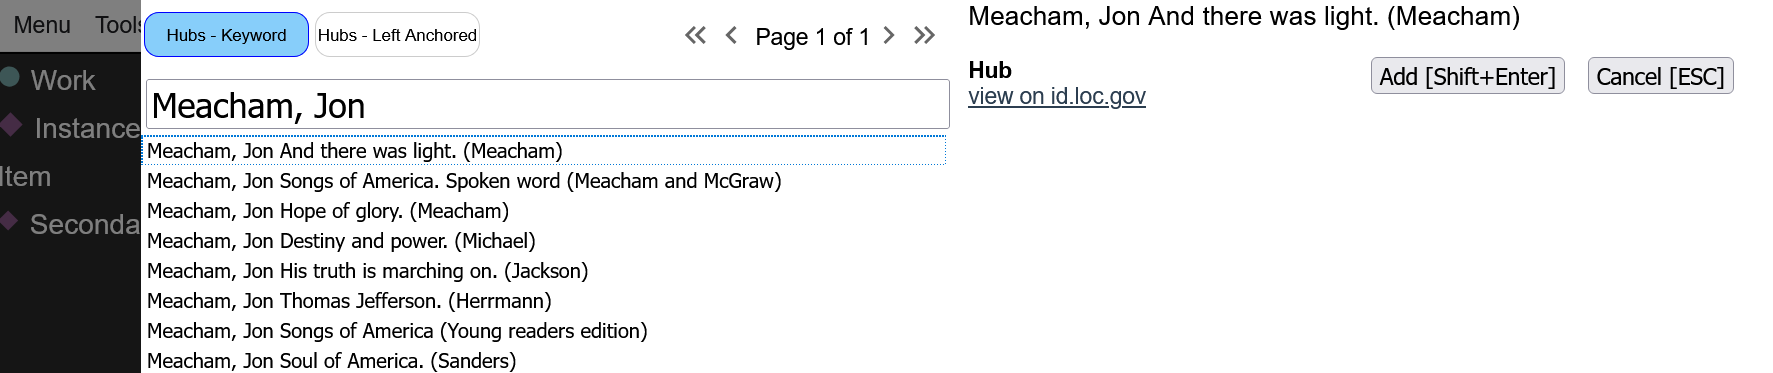 Menu Tools
Work
Instance
Item
Seconda
Hubs - Keyword Hubs - Left Anchored
Page 1 of 1
Meacham, Jon
Meacham, Jon And there was light. (Meacham)
Meacham, Jon Songs of America. Spoken word (Meacham and McGraw)
Meacham, Jon Hope of glory. (Meacham)
Meacham, Jon Destiny and power. (Michael)
Meacham, Jon His truth is marching on. (Jackson)
Meacham, Jon Thomas Jefferson. (Herrmann)
Meacham, Jon Songs of America (Young readers edition)
Meacham, Jon Soul of America. (Sanders)
Meacham, Jon And there was light. (Meacham)
Hub
view on id.loc.gov
Add [Shift+Enter] Cancel [ESC]